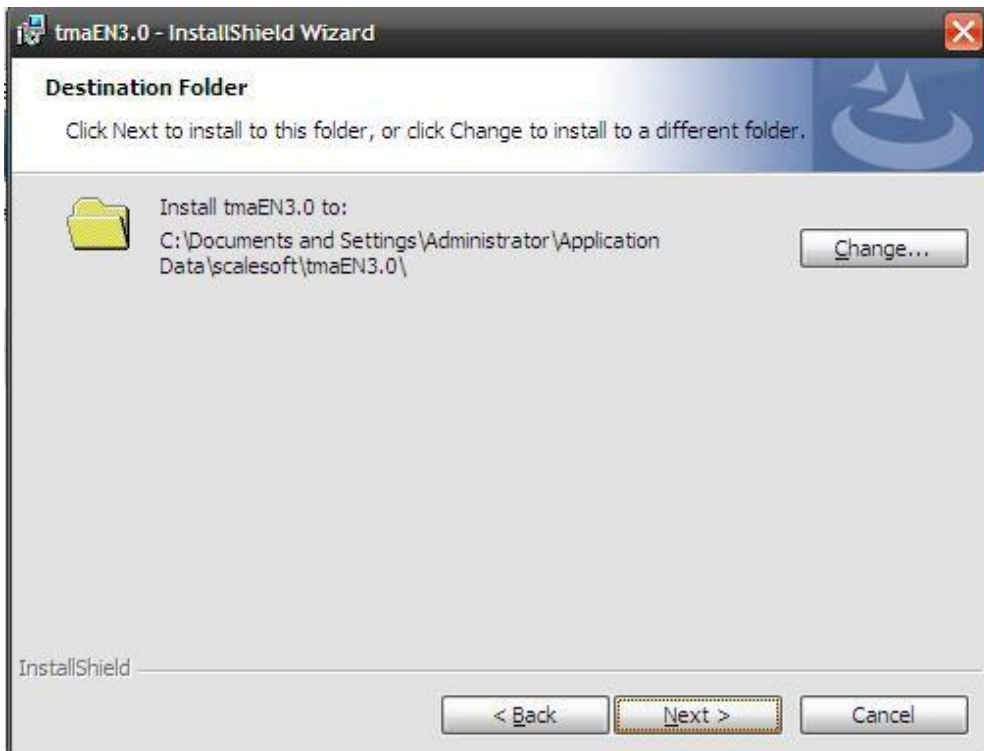 tmaEN3.0 - InstallShield Wizard
Destination Folder
Click Next to install to this folder, or click Change to install to a different folder.
Install tmaEN3.0 to:
C:\Documents and Settings\Administrator\Application
Data\scalesoft\tmaEN3.0\
Change...
InstallShield
< Back
Next >
Cancel